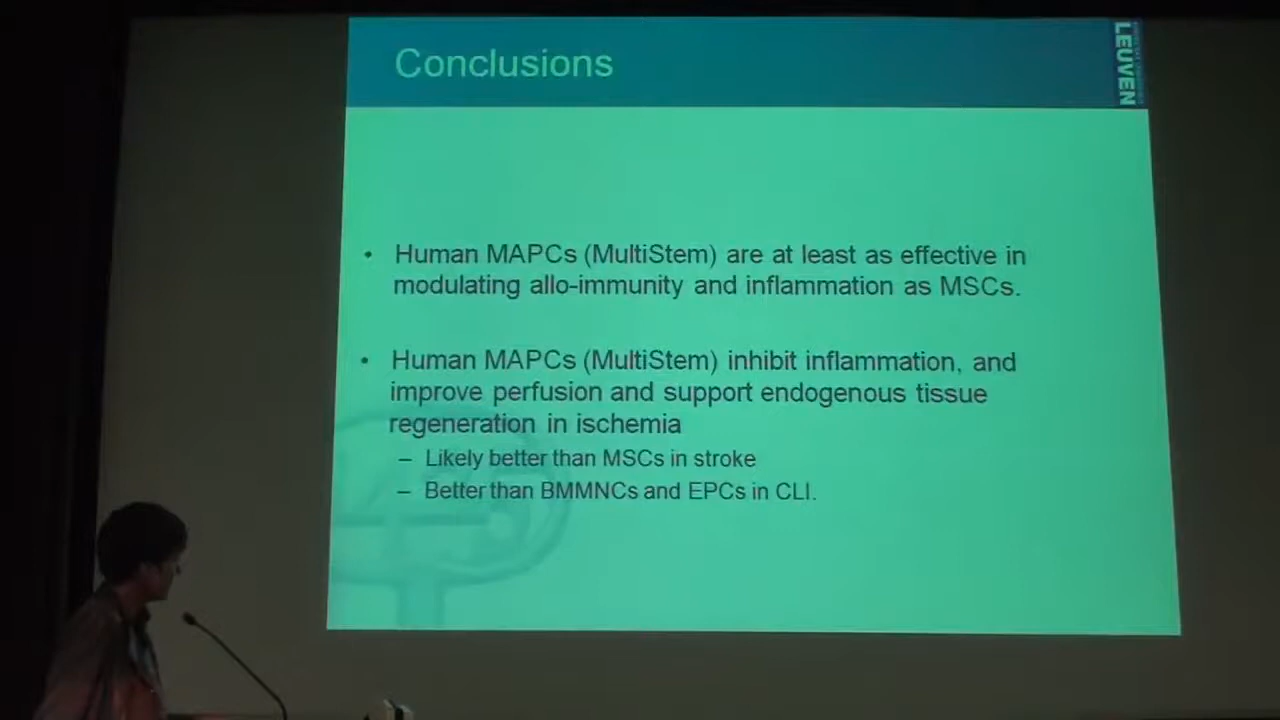 Conclusions
LEUVEN
• Human MAPCs (MultiStem) are at least as effective in
modulating allo-immunity and inflammation as MSCs.
• Human MAPCs (MultiStem) inhibit inflammation, and
improve perfusion and support endogenous tissue
regeneration in ischemia
– Likely better than MSCs in stroke
– Better than BMMNCs and EPCs in CLI.